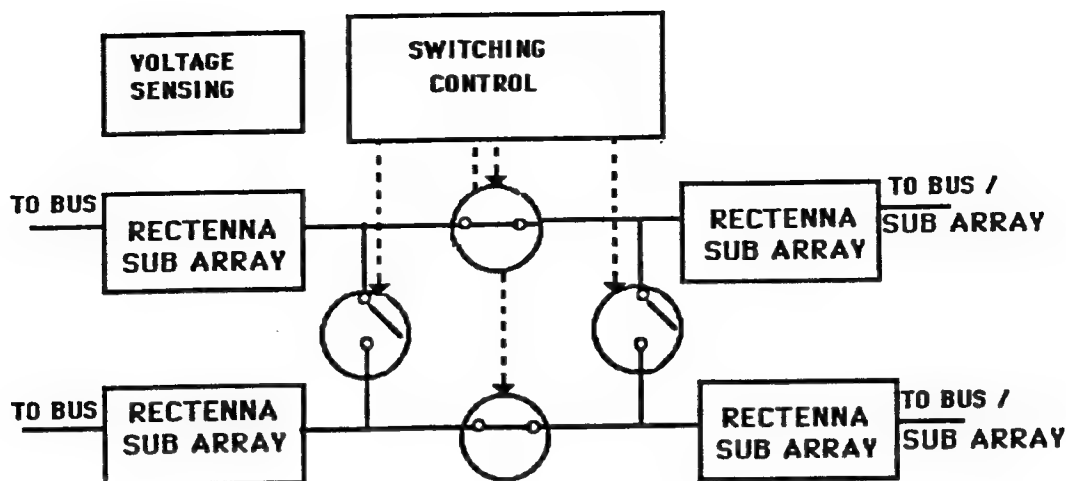 VOLTAGE
SENSING
SWITCHING
CONTROL
TO BUS
RECTENNA
SUB ARRAY
RECTENNA
SUB ARRAY
TO BUS /
SUB ARRAY
TO BUS
RECTENNA
SUB ARRAY
RECTENNA
SUB ARRAY
TO BUS /
SUB ARRAY